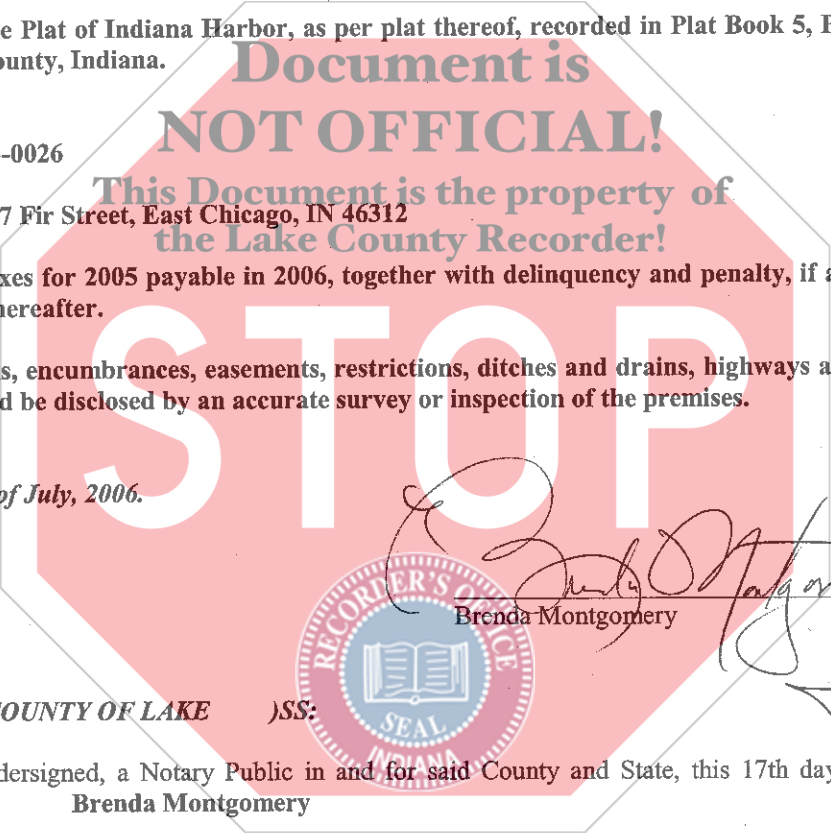 e Plat of Indiana Harbor, as per plat thereof, recorded in Plat Book 5,
ounty, Indiana.
Document is
NOT OFFICIAL!
-0026
This Document is the property of
7 Fir Street, East Chicago, IN 46312
the Lake County Recorder!
xes for 2005 payable in 2006, together with delinquency and penalty, if a
hereafter.
STOP
s, encumbrances, easements, restrictions, ditches and drains, highways a
d be disclosed by an accurate survey or inspection of the premises.
of July, 2006.
Brenda Montgom
Brenda Montgomery
RECORDER'S OFFICE
SEAL
INDIANA
OUNTY OF LAKE )SS:
dersigned, a Notary Public in and for said County and State, this 17th day
Brenda Montgomery